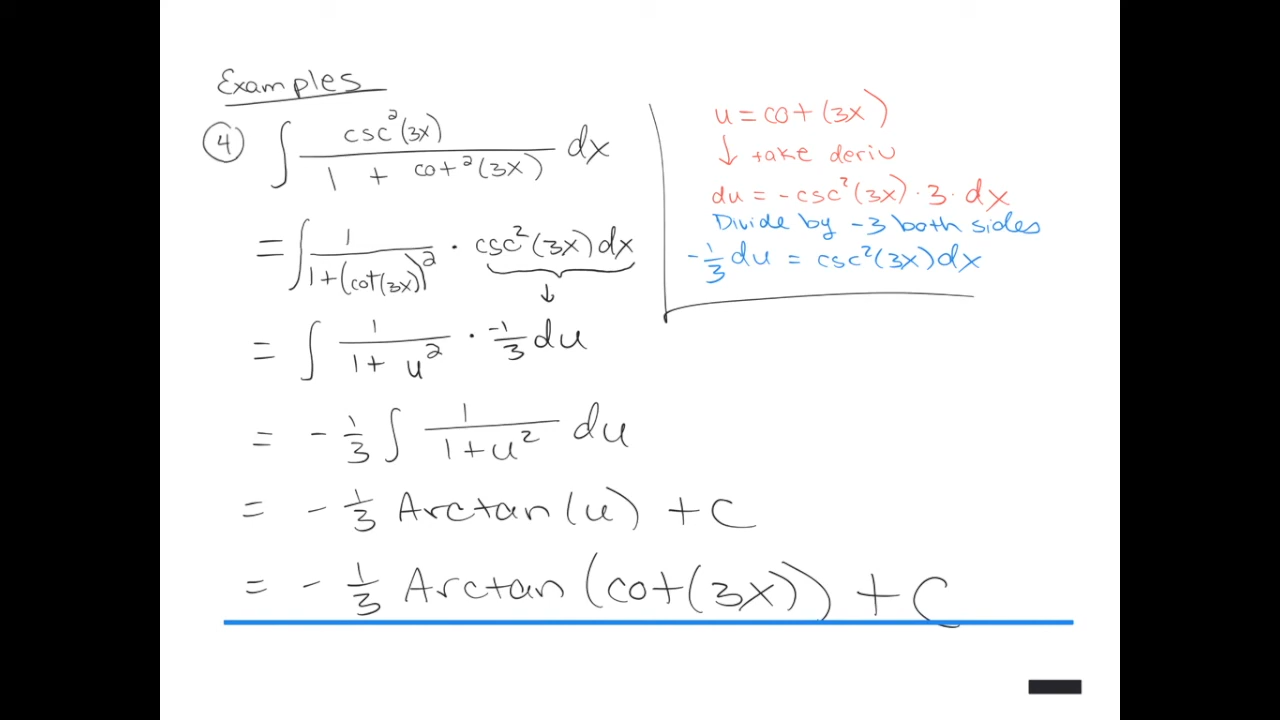 Examples
④ ∫ csc²(3x) / (1 + cot²(3x)) dx
= ∫ 1 / (1+(cot(3x))²) · csc²(3x)dx
↓
= ∫ 1 / (1+ u²) · -1/3 du
= - 1/3 ∫ 1 / (1+u²) du
= - 1/3 Arctan(u) + C
= - 1/3 Arctan(cot(3x)) + C
u = cot(3x)
↓ take deriv
du = -csc²(3x) · 3 · dx
Divide by -3 both sides
-1/3 du = csc²(3x)dx